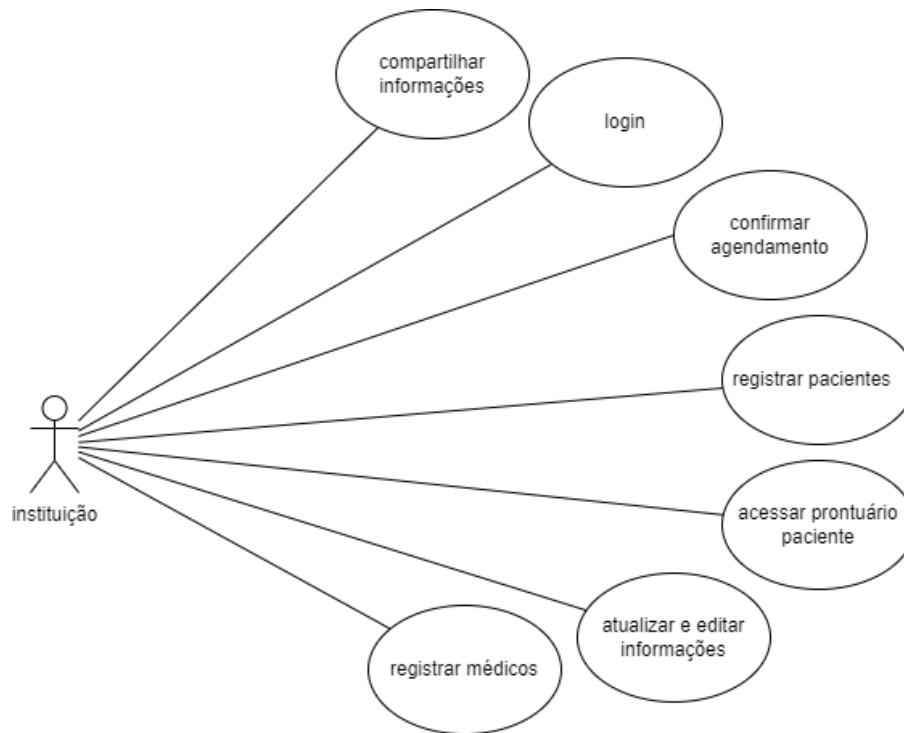 compartilhar
informações
login
confirmar
agendamento
registrar pacientes
instituição
acessar prontuário
paciente
atualizar e editar
informações
registrar médicos